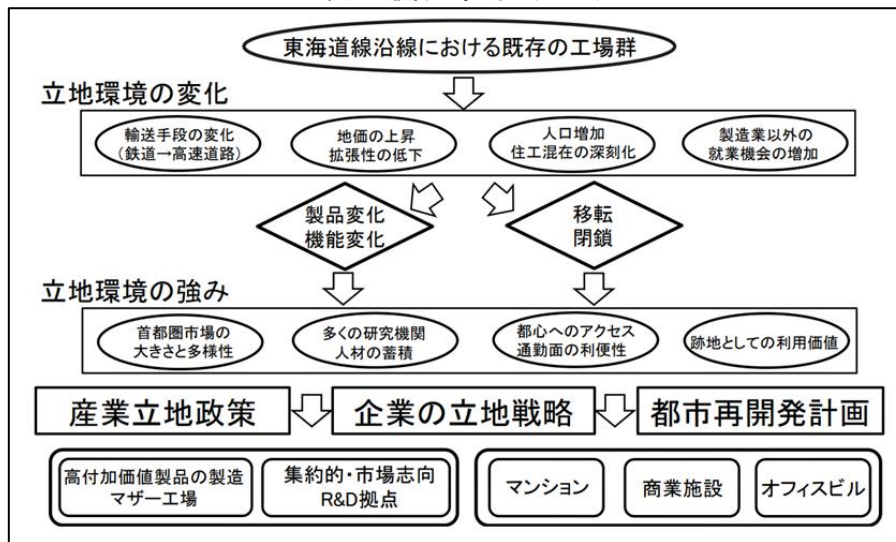 東海道線沿線における既存の工場群
立地環境の変化
輸送手段の変化
(鉄道→高速道路)
地価の上昇
拡張性の低下
人口増加
住工混在の深刻化
製造業以外の
就業機会の増加
製品変化
機能変化
移転
閉鎖
立地環境の強み
首都圏市場の
大きさと多様性
多くの研究機関
人材の蓄積
都心へのアクセス
通勤面の利便性
跡地としての利用価値
産業立地政策
企業の立地戦略
都市再開発計画
高付加価値製品の製造
マザー工場
集約的・市場志向
R&D拠点
マンション
商業施設
オフィスビル